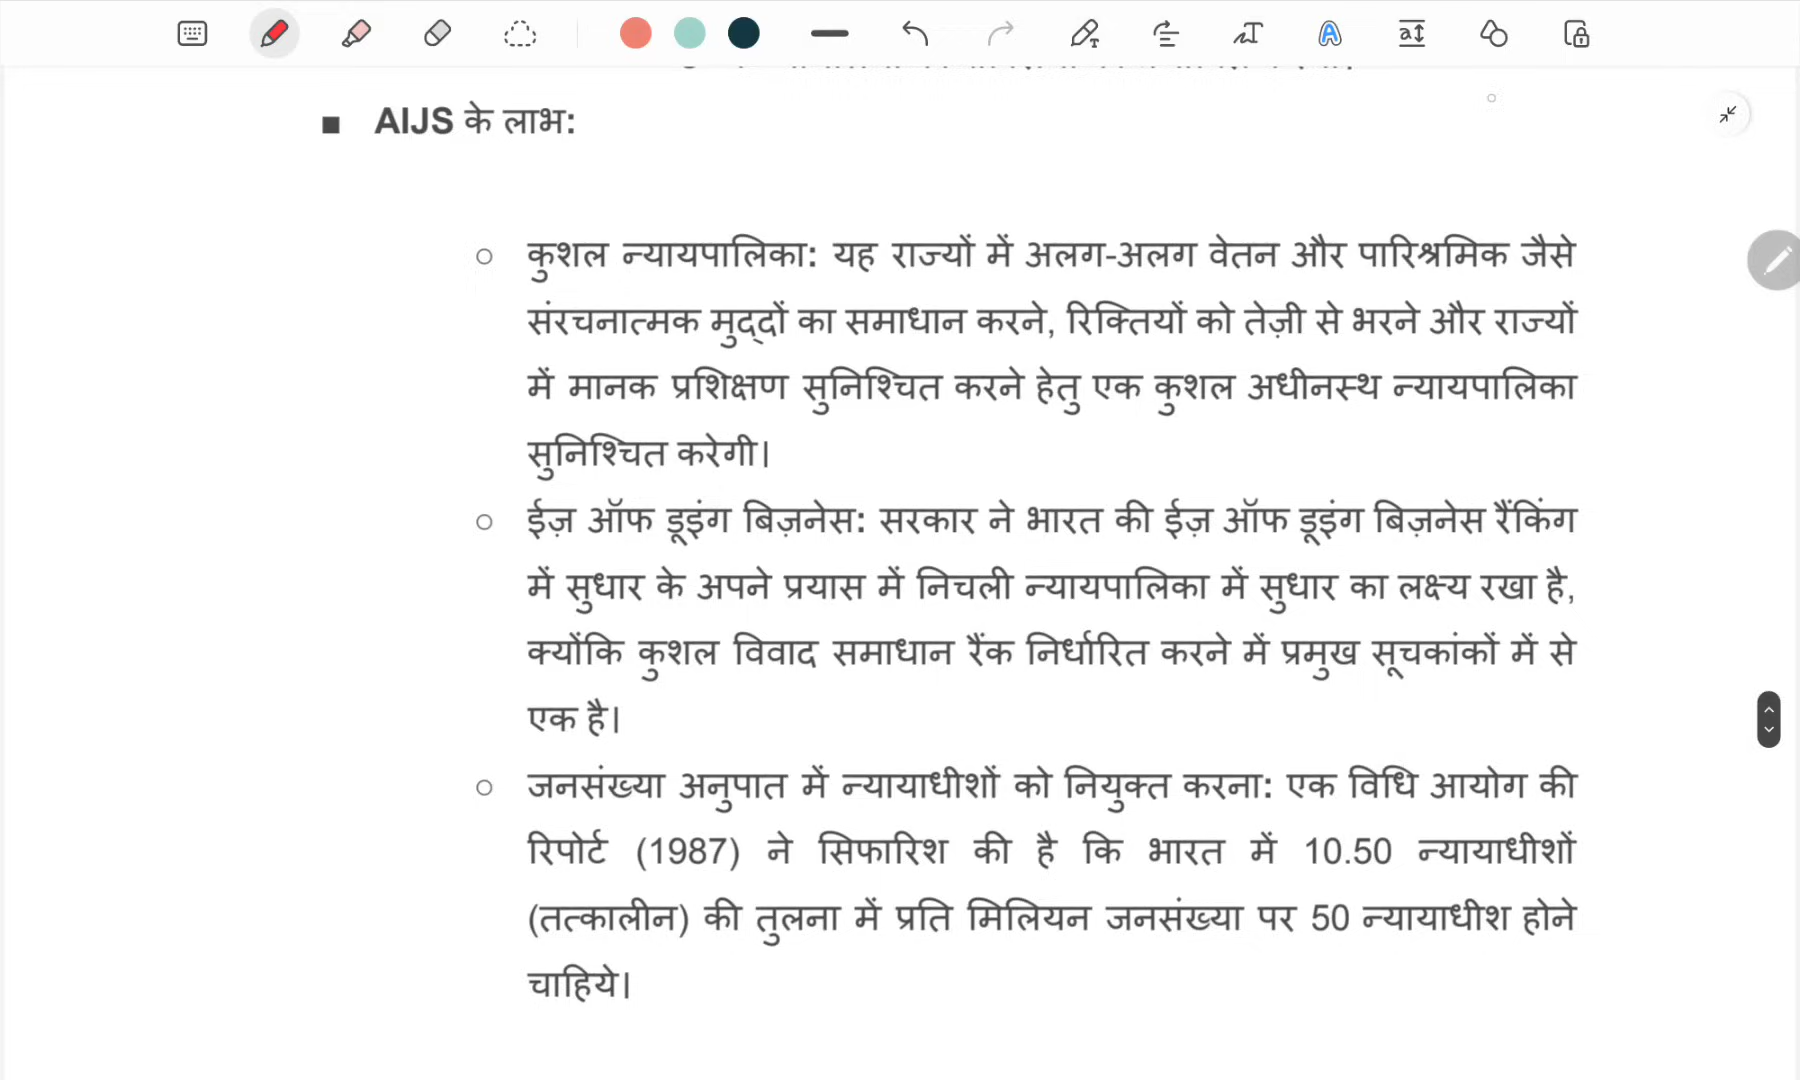 AIJS के लाभ:
कुशल न्यायपालिका: यह राज्यों में अलग-अलग वेतन और पारिश्रमिक जैसे
संरचनात्मक मुद्दों का समाधान करने, रिक्तियों को तेज़ी से भरने और राज्यों
में मानक प्रशिक्षण सुनिश्चित करने हेतु एक कुशल अधीनस्थ न्यायपालिका
सुनिश्चित करेगी।
ईज़ ऑफ डूइंग बिज़नेस: सरकार ने भारत की ईज़ ऑफ डूइंग बिज़नेस रैंकिंग
में सुधार के अपने प्रयास में निचली न्यायपालिका में सुधार का लक्ष्य रखा है,
क्योंकि कुशल विवाद समाधान रैंक निर्धारित करने में प्रमुख सूचकांकों में से
एक है।
जनसंख्या अनुपात में न्यायाधीशों को नियुक्त करना: एक विधि आयोग की
रिपोर्ट (1987) ने सिफारिश की है कि भारत में 10.50 न्यायाधीशों
(तत्कालीन) की तुलना में प्रति मिलियन जनसंख्या पर 50 न्यायाधीश होने
चाहिये।